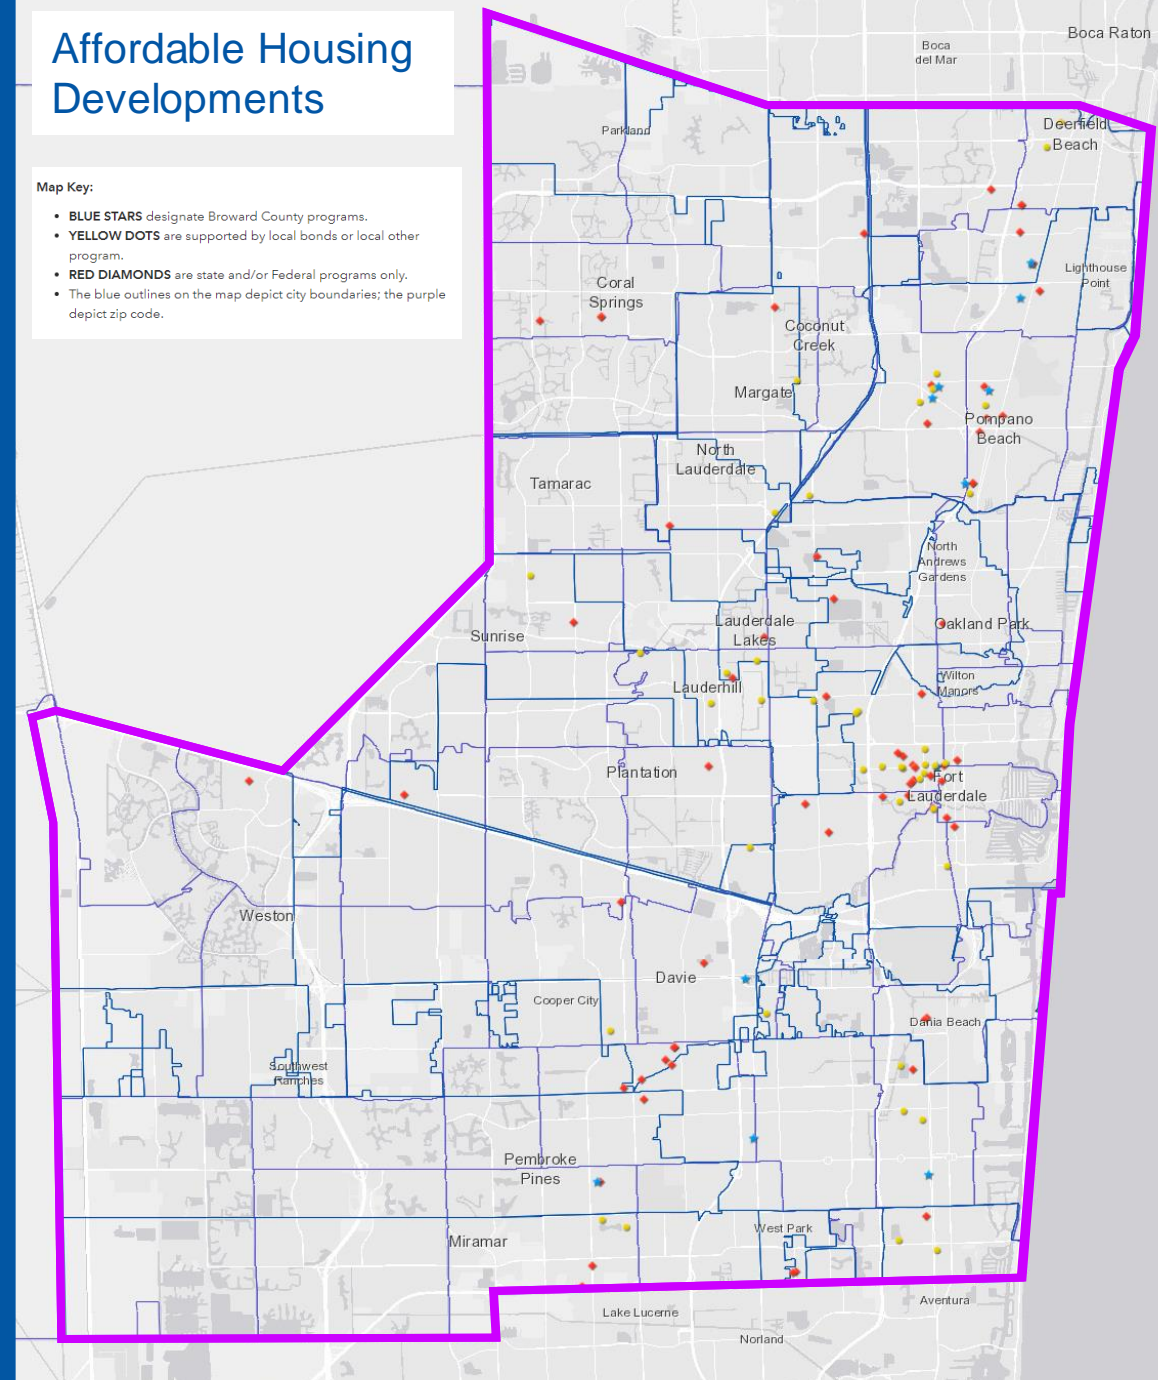 Affordable Housing
Developments
Map Key:
• BLUE STARS designate Broward County programs.
• YELLOW DOTS are supported by local bonds or local other
program.
• RED DIAMONDS are state and/or Federal programs only.
• The blue outlines on the map depict city boundaries; the purple
depict zip code.
Boca Raton
Boca
del Mar
Parkland
Deerfield
Beach
Lighthouse
Point
Coral
Springs
Coconut
Creek
Margate
Pompano
Beach
North
Lauderdale
Tamarac
North
Andrews
Gardens
Sunrise
Lauderdale
Lakes
Oakland Park
Wilton
Manors
Lauderhill
Plantation
Fort
Lauderdale
Weston
Davie
Cooper City
Dania Beach
Southwest
Ranches
Pembroke
Pines
West Park
Miramar
Lake Lucerne
Aventura
Norland